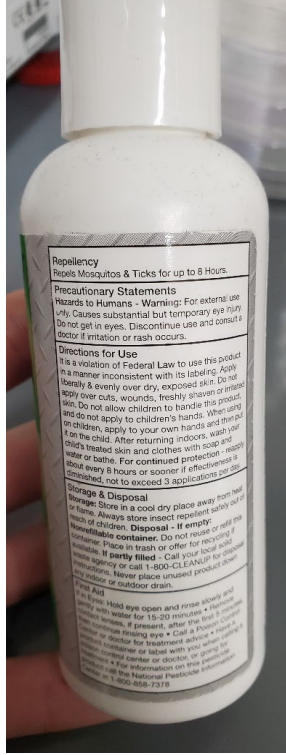 Repellency
Repels Mosquitos & Ticks for up to 8 Hours.
Precautionary Statements
Hazards to Humans - Warning: For external use
only. Causes substantial but temporary eye injury.
Do not get in eyes. Discontinue use and consult a
doctor if irritation or rash occurs.
Directions for Use
It is a violation of Federal Law to use this product
in a manner inconsistent with its labeling. Apply
liberally & evenly over dry, exposed skin. Do not
apply over cuts, wounds, freshly shaven or irritated
skin. Do not allow children to handle this product,
and do not apply to children's hands. When using
on children, apply to your own hands and then put
it on the child. After returning indoors, wash your
child's treated skin and clothes with soap and
water or bathe. For continued protection - reapply
about every 8 hours or sooner if effectiveness is
diminished, not to exceed 3 applications per day.
Storage & Disposal
Storage: Store in a cool dry place away from heat
or flame. Always store insect repellent safely out of
reach of children. Disposal - If empty:
Nonrefillable container. Do not reuse or refill this
container. Place in trash or offer for recycling if
available. If partly filled - Call your local solid
waste agency or call 1-800-CLEANUP for disposal
instructions. Never place unused product down
any indoor or outdoor drain.
First Aid
If in Eyes: Hold eye open and rinse slowly and
gently with water for 15-20 minutes • Remove
contact lenses, if present, after the first 5 minutes,
then continue rinsing eye • Call a Poison Control
Center or doctor for treatment advice • Have
product container or label with you when calling a
poison control center or doctor, or going for
treatment • For information on this pesticide
product call the National Pesticide Information
Center at 1-800-858-7378